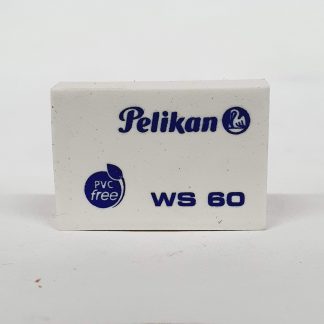 Pelikan
PVC
free
WS 60